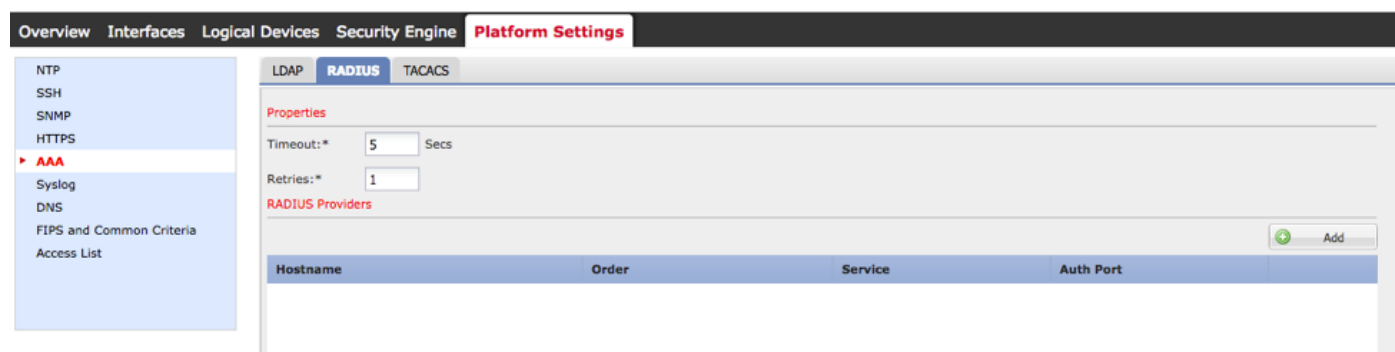 Overview Interfaces Logical Devices Security Engine Platform Settings
NTP
SSH
SNMP
HTTPS
AAA
Syslog
DNS
FIPS and Common Criteria
Access List
LDAP RADIUS TACACS
Properties
Timeout:* 5 Secs
Retries:* 1
RADIUS Providers
Add
Hostname Order Service Auth Port